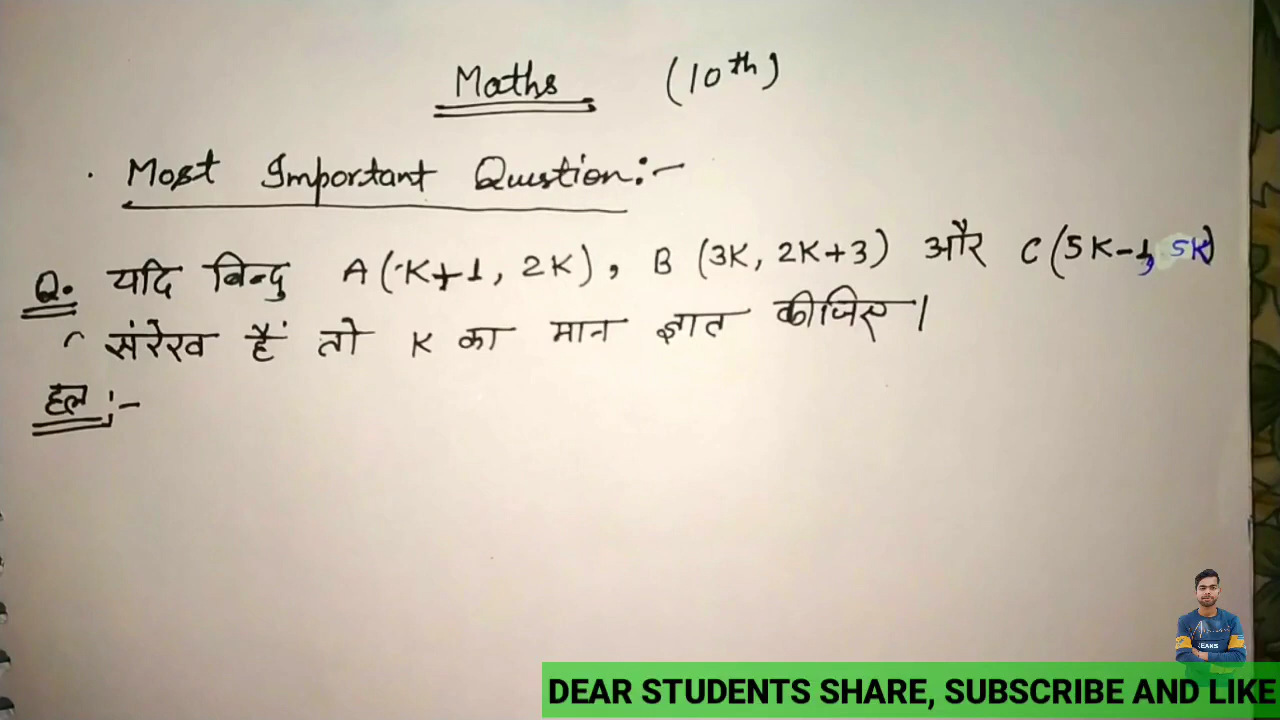 Maths (10th)
Most Important Question:-
Q. यदि बिन्दु A(K+1, 2K), B (3K, 2K+3) और C(5K-1, 5K)
संरेख हैं तो K का मान ज्ञात कीजिए।
हल:-
DEAR STUDENTS SHARE, SUBSCRIBE AND LIKE